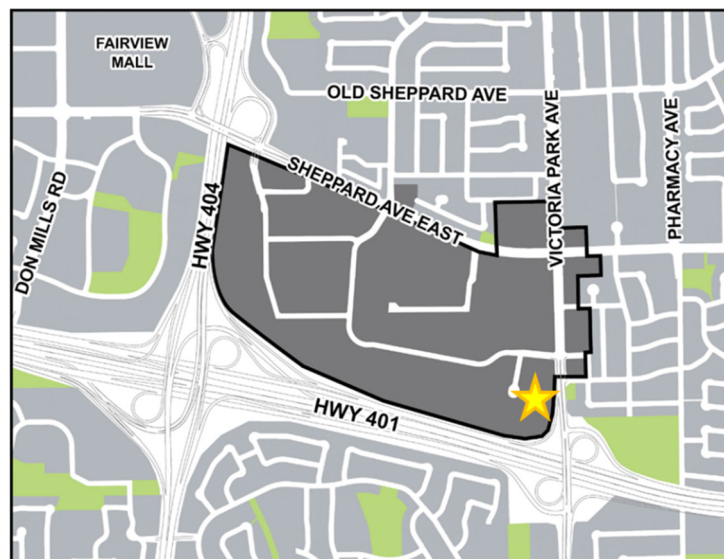 FAIRVIEW
MALL
OLD SHEPPARD AVE
SHEPPARD AVE EAST
VICTORIA PARK AVE
PHARMACY AVE
DON MILLS RD
HWY 404
HWY 401